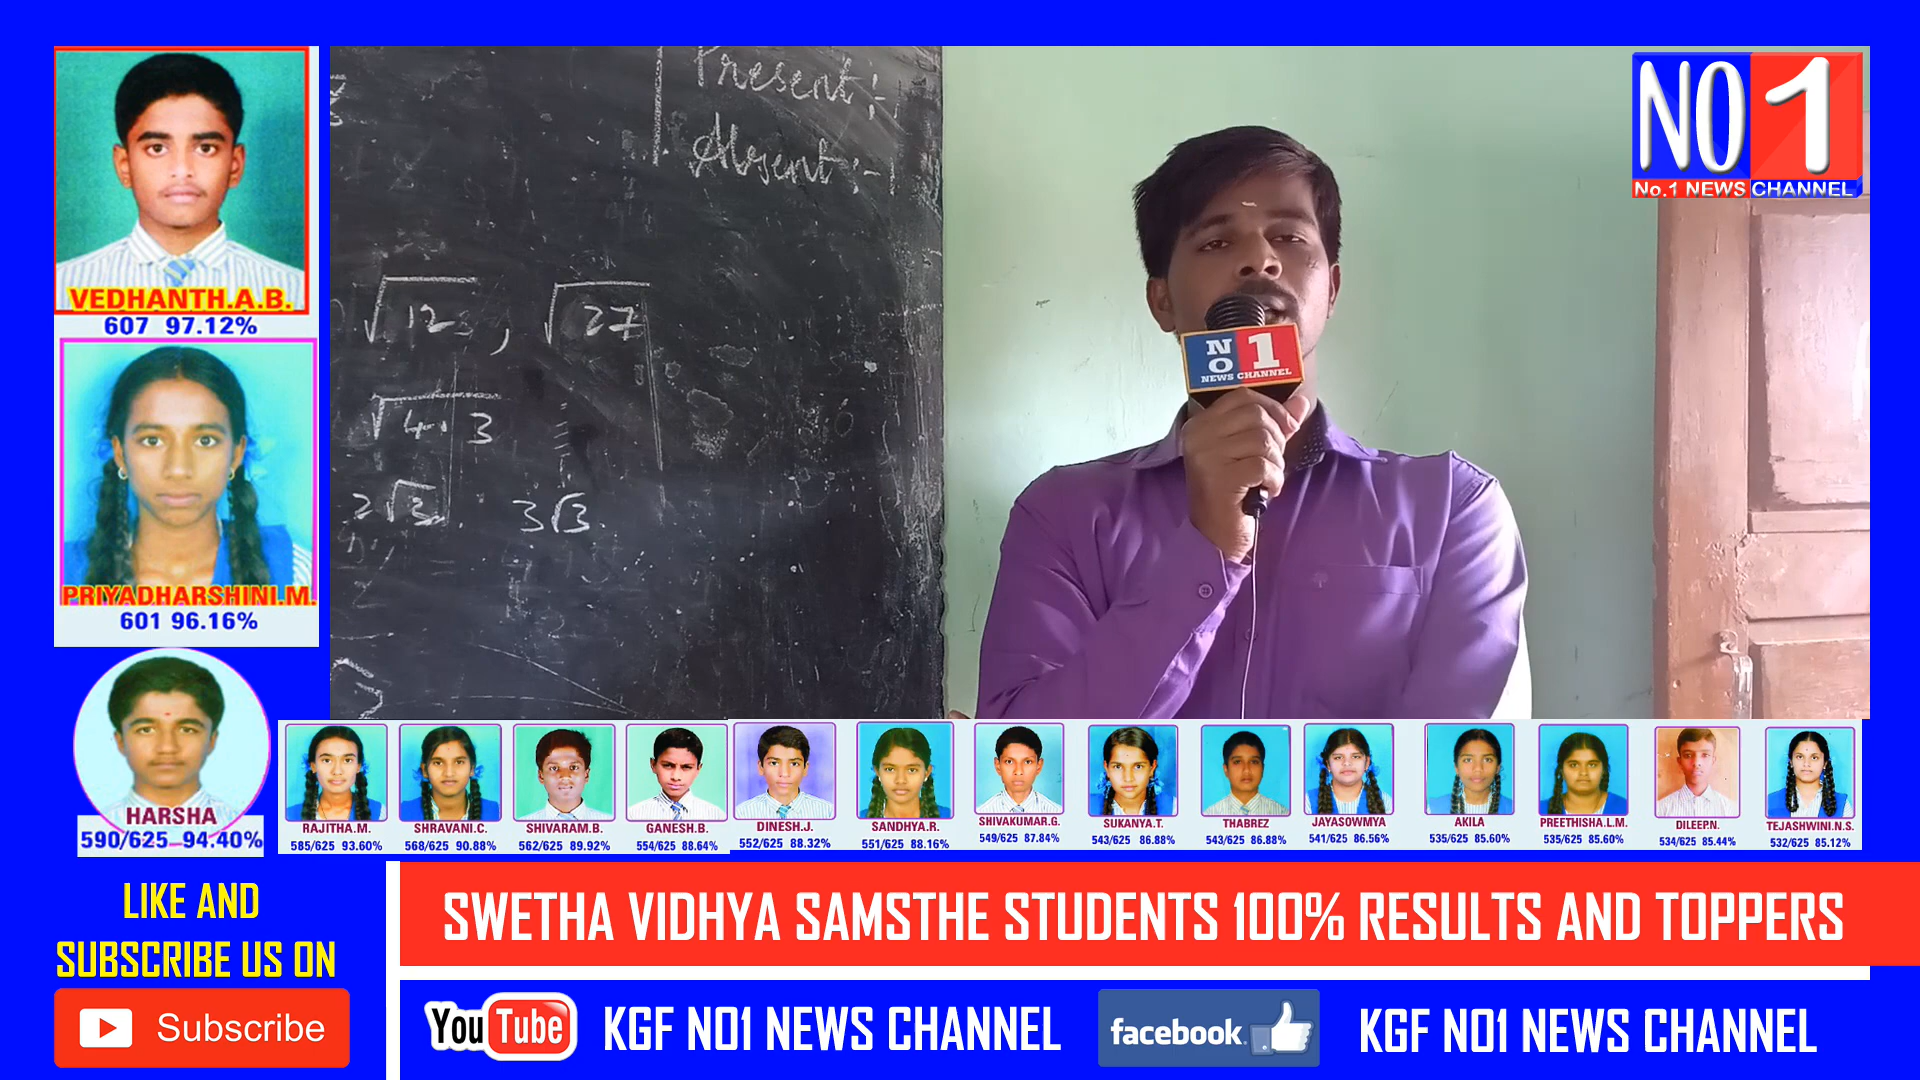 VEDHANTH.A.B.
607 97.12%
PRIYADHARSHINI.M.
601 96.16%
HARSHA
590/625 94.40%
Present :-
Absent :-
√12 , √27
√4.3
2√3 3√3.
NO 1
No.1 NEWS CHANNEL
NO 1
NEWS CHANNEL
RAJITHA.M.
585/625 93.60%
SHRAVANI.C.
568/625 90.88%
SHIVARAM.B.
562/625 89.92%
GANESH.B.
554/625 88.64%
DINESH.J.
552/625 88.32%
SANDHYA.R.
551/625 88.16%
SHIVAKUMAR.G.
549/625 87.84%
SUKANYA.T.
543/625 86.88%
THABREZ
543/625 86.88%
JAYASOWMYA
541/625 86.56%
AKILA
535/625 85.60%
PREETHISHA.L.M.
535/625 85.60%
DILEEP.N.
534/625 85.44%
TEJASHWINI.N.S.
532/625 85.12%
LIKE AND
SUBSCRIBE US ON
Subscribe
SWETHA VIDHYA SAMSTHE STUDENTS 100% RESULTS AND TOPPERS
YouTube KGF NO1 NEWS CHANNEL facebook. KGF NO1 NEWS CHANNEL